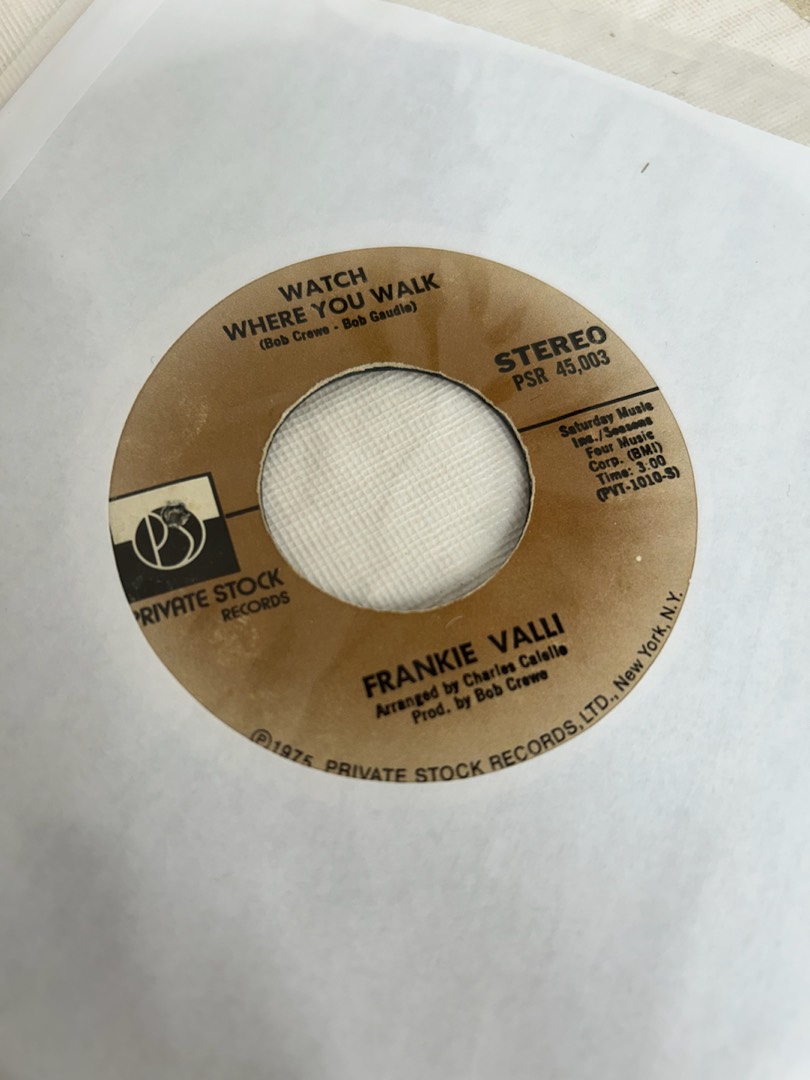 WATCH
WHERE YOU WALK
(Bob Crewe - Bob Gaudio)
STEREO
PSR 45,003
Saturday Music
Inc./Seasons
Four Music
Corp. (BMI)
Time: 3:00
(PVT-1010-S)
PS
PRIVATE STOCK
RECORDS
FRANKIE VALLI
Arranged by Charles Calello
Prod. by Bob Crewe
℗1975 PRIVATE STOCK RECORDS, LTD., New York, N.Y.